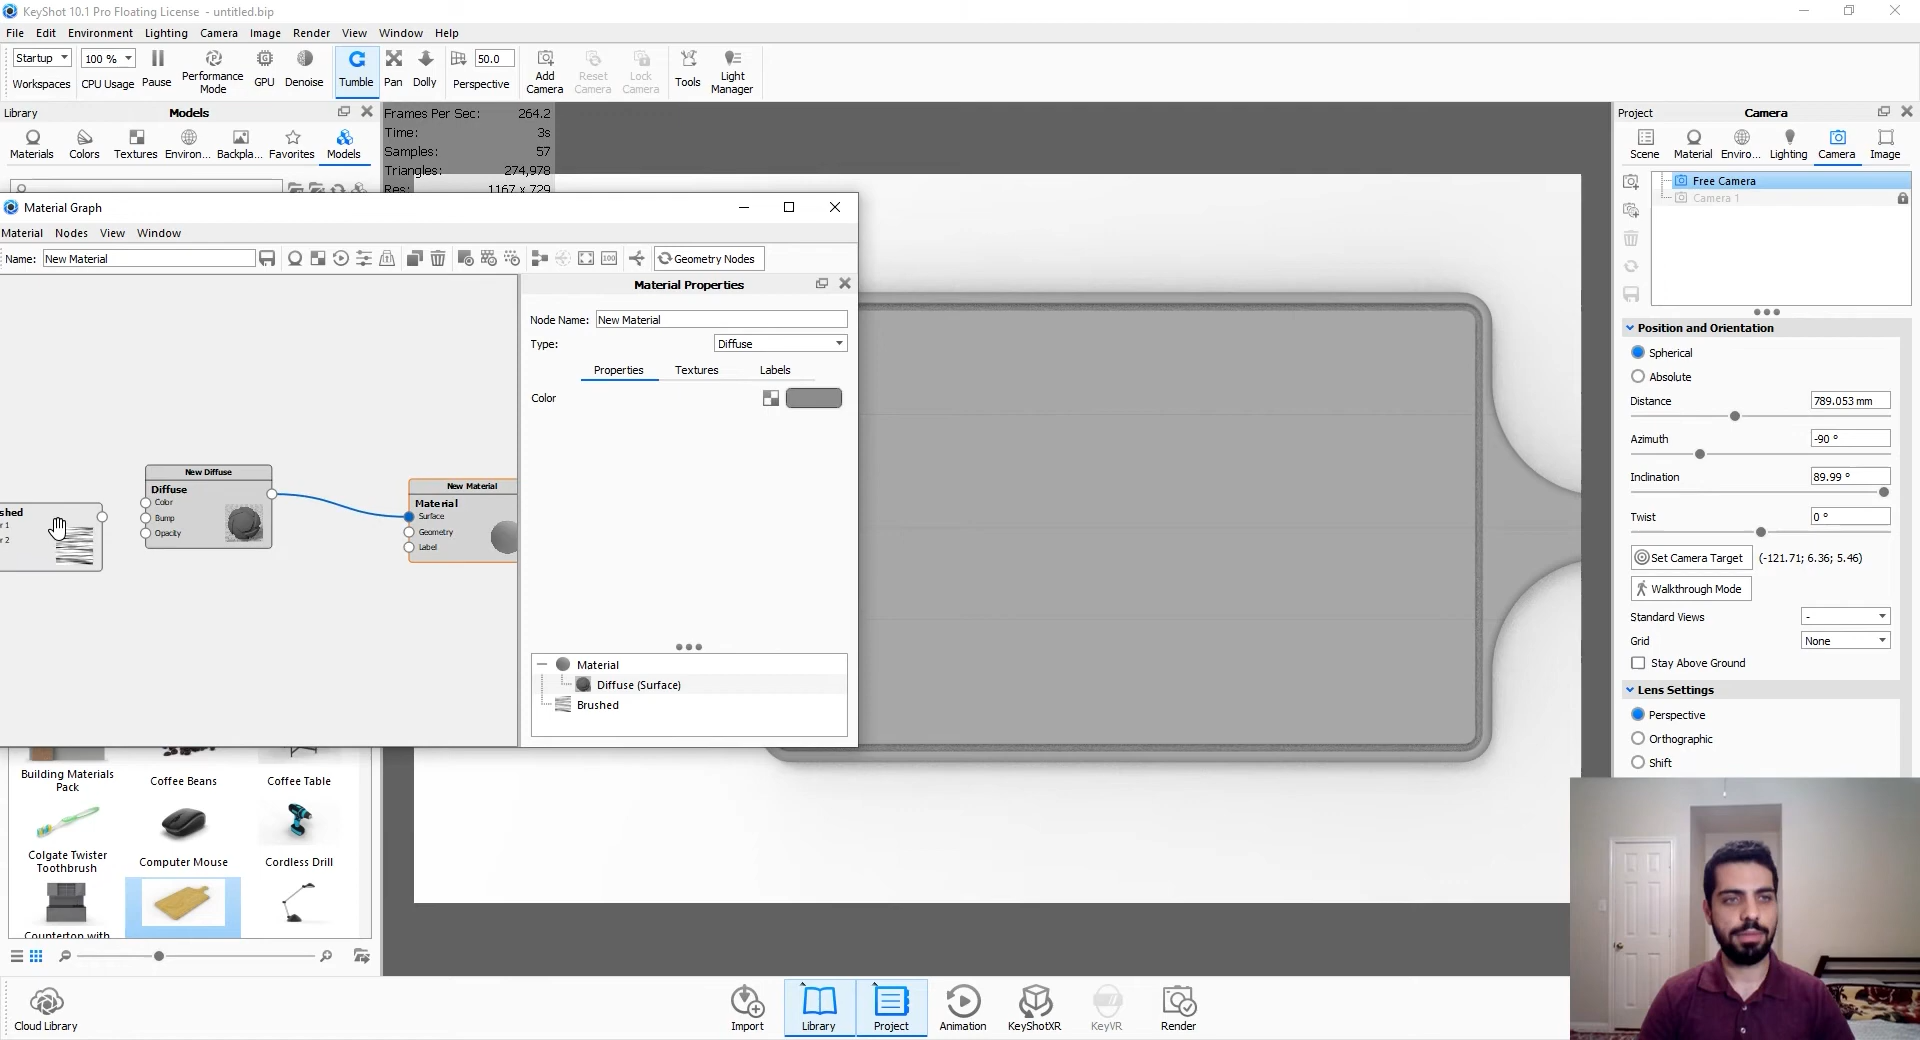 KeyShot 10.1 Pro Floating License - untitled.bip
File Edit Environment Lighting Camera Image Render View Window Help
Startup 100 % 50.0
Workspaces CPU Usage Pause Performance Mode GPU Denoise Tumble Pan Dolly Perspective Add Camera Reset Camera Lock Camera Tools Light Manager
Library Models
Materials Colors Textures Environ... Backpla... Favorites Models
Frames Per Sec: 264.2
Time: 3s
Samples: 57
Triangles: 274,978
Res: 1167 x 729
Material Graph
Material Nodes View Window
Name: New Material Geometry Nodes
shed
r 1
r 2
New Diffuse
Diffuse
Color
Bump
Opacity
New Material
Material
Surface
Geometry
Label
Material Properties
Node Name: New Material
Type: Diffuse
Properties Textures Labels
Color
Material
Diffuse (Surface)
Brushed
Building Materials Pack
Coffee Beans
Coffee Table
Colgate Twister Toothbrush
Computer Mouse
Cordless Drill
Countertop with
Cloud Library
Import Library Project Animation KeyShotXR KeyVR Render
Project Camera
Scene Material Enviro... Lighting Camera Image
Free Camera
Camera 1
Position and Orientation
Spherical
Absolute
Distance 789.053 mm
Azimuth -90 °
Inclination 89.99 °
Twist 0 °
Set Camera Target (-121.71; 6.36; 5.46)
Walkthrough Mode
Standard Views -
Grid None
Stay Above Ground
Lens Settings
Perspective
Orthographic
Shift